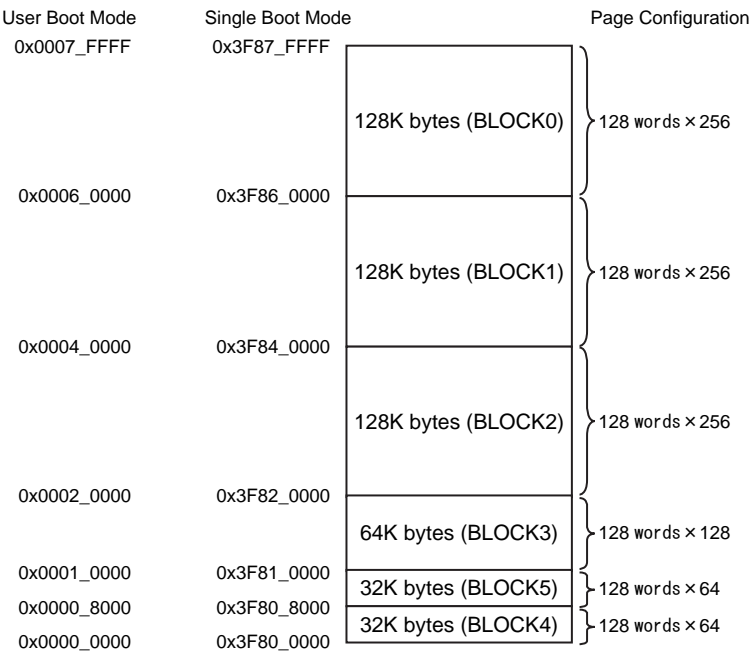 User Boot Mode Single Boot Mode Page Configuration
0x0007_FFFF 0x3F87_FFFF
128K bytes (BLOCK0) 128 words×256
0x0006_0000 0x3F86_0000
128K bytes (BLOCK1) 128 words×256
0x0004_0000 0x3F84_0000
128K bytes (BLOCK2) 128 words×256
0x0002_0000 0x3F82_0000
64K bytes (BLOCK3) 128 words×128
0x0001_0000 0x3F81_0000
32K bytes (BLOCK5) 128 words×64
0x0000_8000 0x3F80_8000
32K bytes (BLOCK4) 128 words×64
0x0000_0000 0x3F80_0000